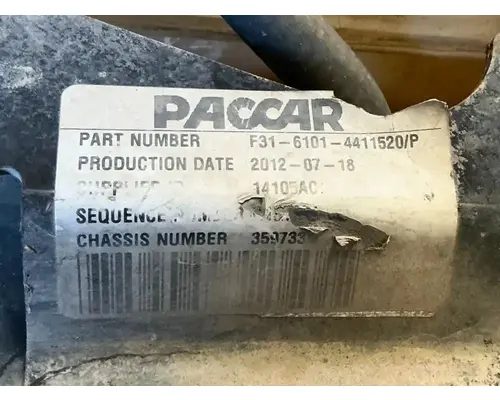 PACCAR
PART NUMBER F31-6101-4411520/P
PRODUCTION DATE 2012-07-18
14105AC
SEQUENCE
CHASSIS NUMBER 359733